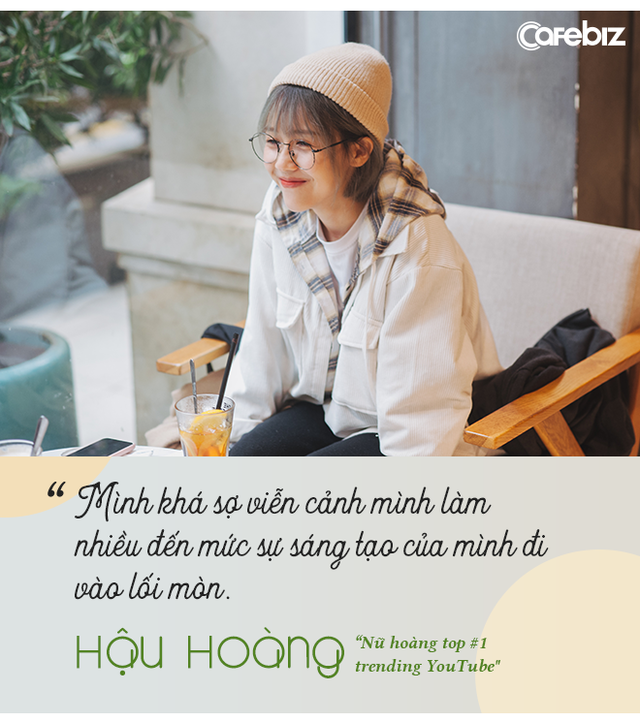 CafeBiz
“ Mình khá sợ viễn cảnh mình làm
nhiều đến mức sự sáng tạo của mình đi
vào lối mòn.
Hậu Hoàng
“Nữ hoàng top #1
trending YouTube"